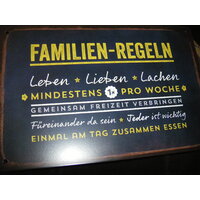 FAMILIEN-REGELN
Leben ★ Lieben ★ Lachen
MINDESTENS 1x PRO WOCHE
GEMEINSAM FREIZEIT VERBRINGEN
Füreinander da sein ★ Jeder ist wichtig
EINMAL AM TAG ZUSAMMEN ESSEN